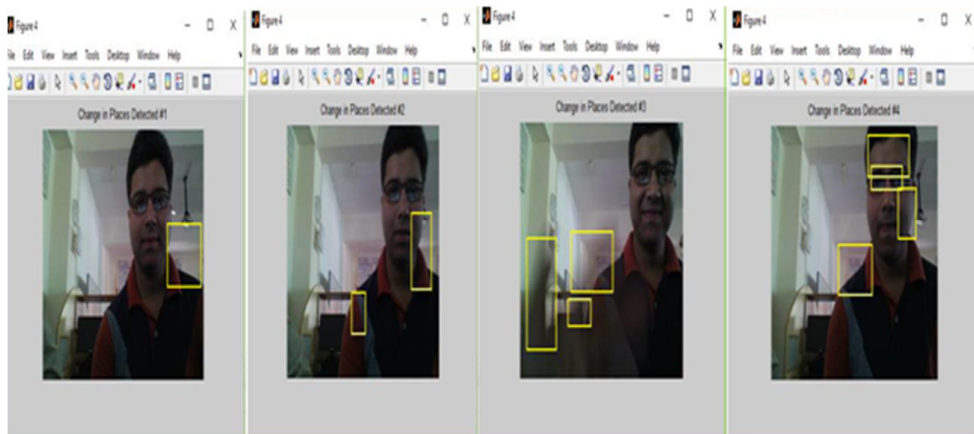 Figure 4
File Edit View Insert Tools Desktop Window Help
Change in Places Detected #1
Figure 4
File Edit View Insert Tools Desktop Window Help
Change in Places Detected #2
Figure 4
File Edit View Insert Tools Desktop Window Help
Change in Places Detected #3
Figure 4
File Edit View Insert Tools Desktop Window Help
Change in Places Detected #4